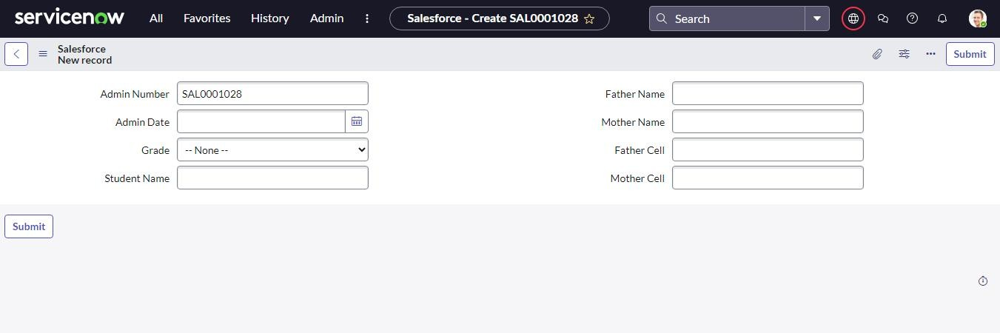 servicenow All Favorites History Admin Salesforce - Create SAL0001028 Search
Salesforce
New record
Submit
Admin Number SAL0001028
Father Name
Admin Date
Mother Name
Grade -- None --
Father Cell
Student Name
Mother Cell
Submit